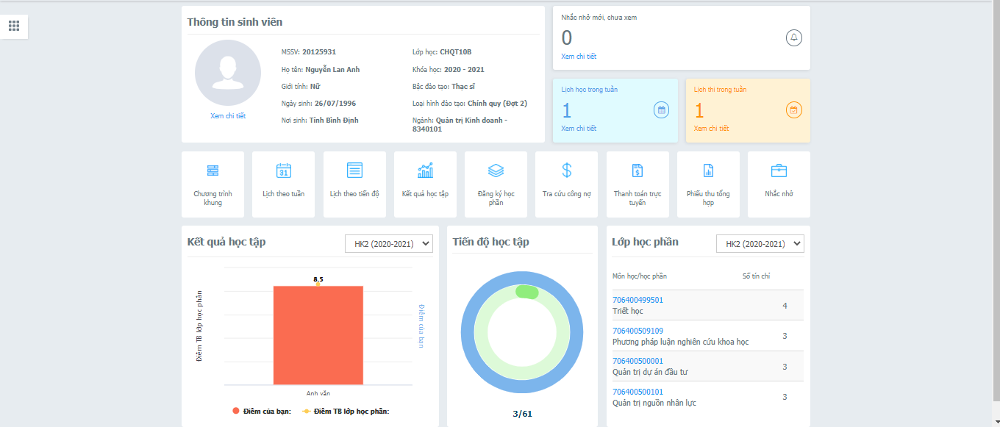 Thông tin sinh viên
MSSV: 20125931
Họ tên: Nguyễn Lan Anh
Giới tính: Nữ
Ngày sinh: 26/07/1996
Nơi sinh: Tỉnh Bình Định
Xem chi tiết
Lớp học: CHQT10B
Khóa học: 2020 - 2021
Bậc đào tạo: Thạc sĩ
Loại hình đào tạo: Chính quy (Đợt 2)
Ngành: Quản trị Kinh doanh -
8340101
Nhắc nhở mới, chưa xem
0
Xem chi tiết
Lịch học trong tuần
1
Xem chi tiết
Lịch thi trong tuần
1
Xem chi tiết
Chương trình
khung
Lịch theo tuần
31
Lịch theo tiến độ
Kết quả học tập
Đăng ký học
phần
Tra cứu công nợ
Thanh toán trực
tuyến
Phiếu thu tổng
hợp
Nhắc nhở
Kết quả học tập
HK2 (2020-2021)
8.5
Điểm TB lớp học phần
Điểm của bạn
Anh văn
Điểm của bạn:
Điểm TB lớp học phần:
Tiến độ học tập
3/61
Lớp học phần
HK2 (2020-2021)
Môn học/học phần Số tín chỉ
706400499501
Triết học 4
706400509109
Phương pháp luận nghiên cứu khoa học 3
706400500001
Quản trị dự án đầu tư 3
706400500101
Quản trị nguồn nhân lực 3